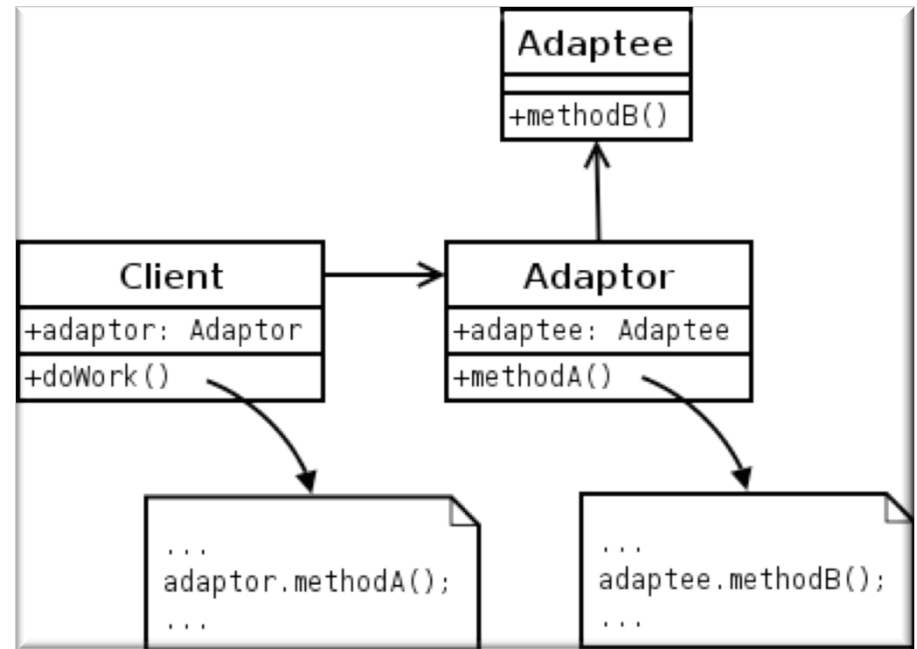 Adaptee
+methodB()
Client
+adaptor: Adaptor
+doWork()
Adaptor
+adaptee: Adaptee
+methodA()
...
adaptor.methodA();
...
...
adaptee.methodB();
...